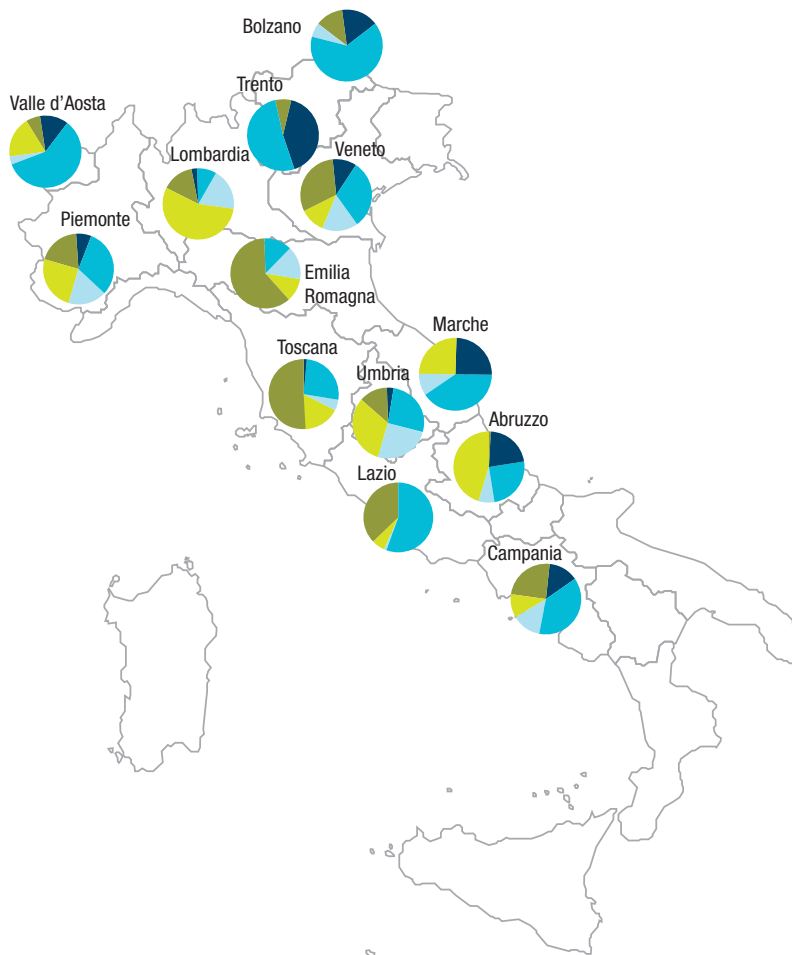 Bolzano
Trento
Valle d'Aosta
Lombardia
Veneto
Piemonte
Emilia
Romagna
Marche
Toscana
Umbria
Abruzzo
Lazio
Campania